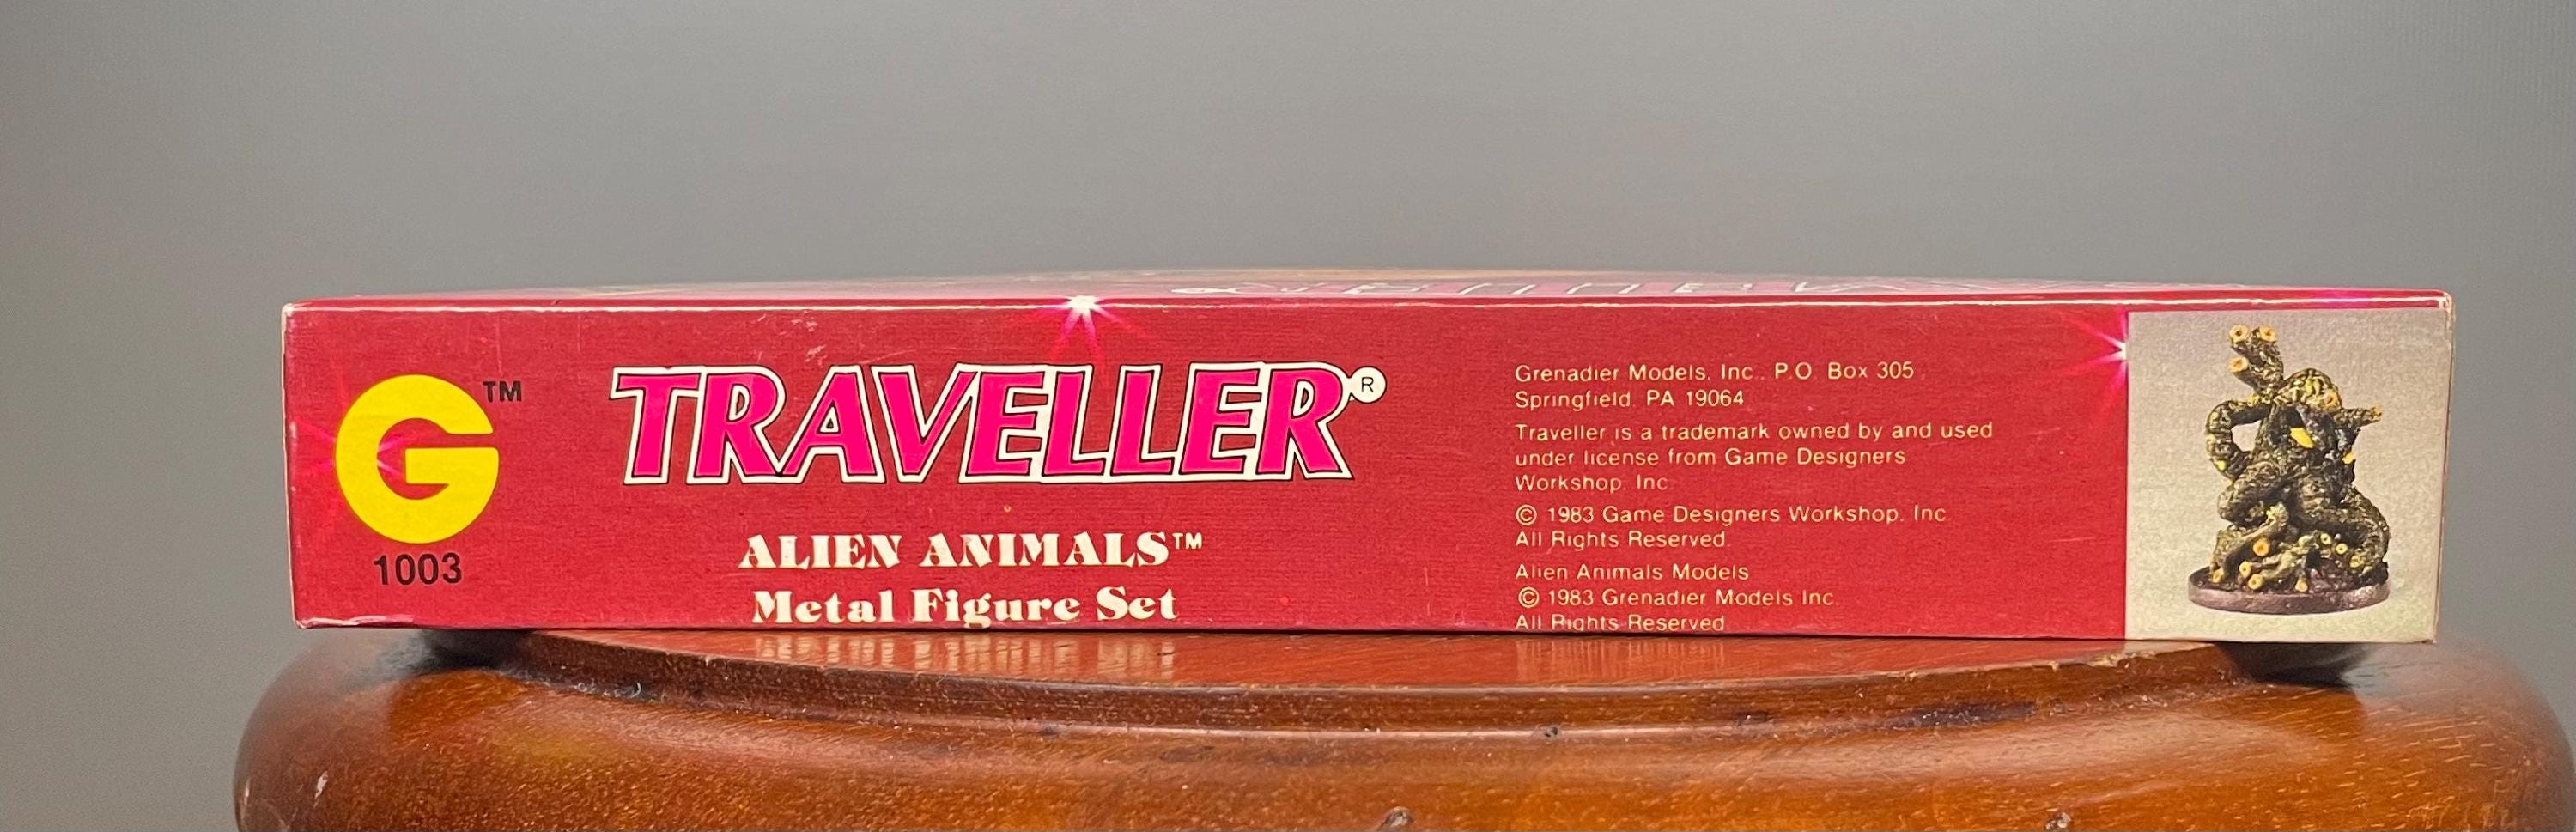 G™
1003
TRAVELLER®
ALIEN ANIMALS™
Metal Figure Set
Grenadier Models, Inc., P.O. Box 305,
Springfield, PA 19064
Traveller is a trademark owned by and used
under license from Game Designers
Workshop, Inc.
© 1983 Game Designers Workshop, Inc.
All Rights Reserved.
Alien Animals Models
© 1983 Grenadier Models Inc.
All Rights Reserved